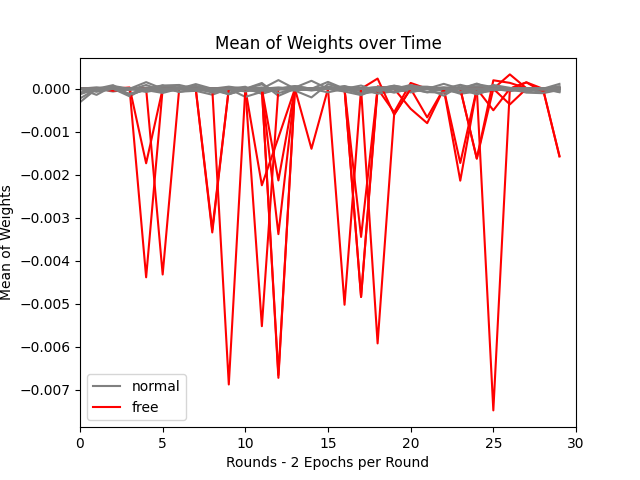 Mean of Weights over Time
Mean of Weights
0.000
−0.001
−0.002
−0.003
−0.004
−0.005
−0.006
−0.007
normal
free
0 5 10 15 20 25 30
Rounds - 2 Epochs per Round